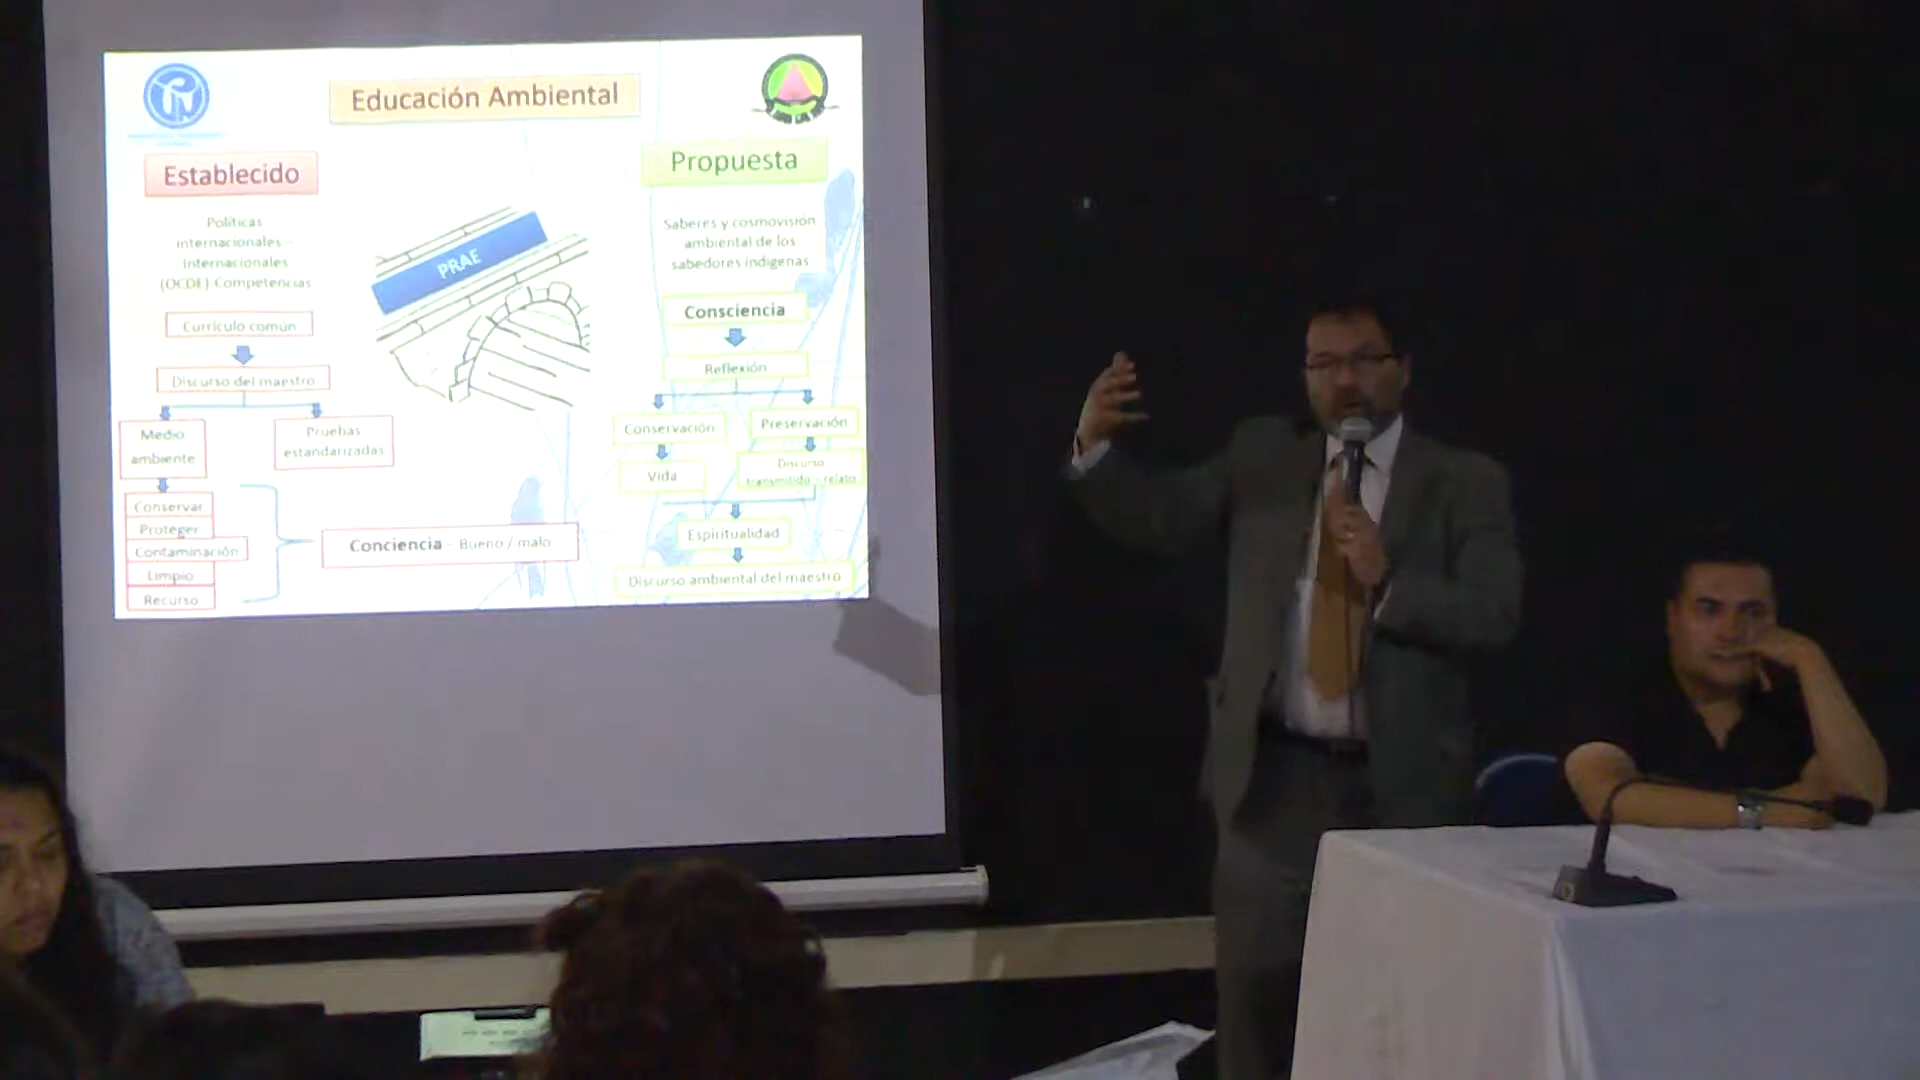 Educación Ambiental
Establecido
Políticas
internacionales –
Internacionales
(OCDE) Competencias
Currículo común
Discurso del maestro
Medio
ambiente
Pruebas
estandarizadas
Conservar
Proteger
Contaminación
Limpio
Recurso
Conciencia – Bueno / malo
PRAE
Propuesta
Saberes y cosmovisión
ambiental de los
sabedores indígenas
Consciencia
Reflexión
Conservación
Preservación
Vida
Discurso
transmitido – relato
Espiritualidad
Discurso ambiental del maestro